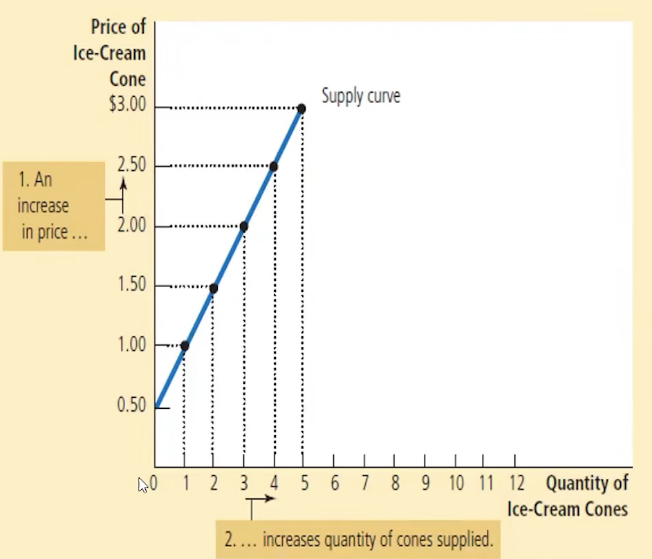 Price of
Ice-Cream
Cone
$3.00
Supply curve
2.50
1. An
increase
in price ...
2.00
1.50
1.00
0.50
0 1 2 3 4 5 6 7 8 9 10 11 12 Quantity of
Ice-Cream Cones
2. ... increases quantity of cones supplied.